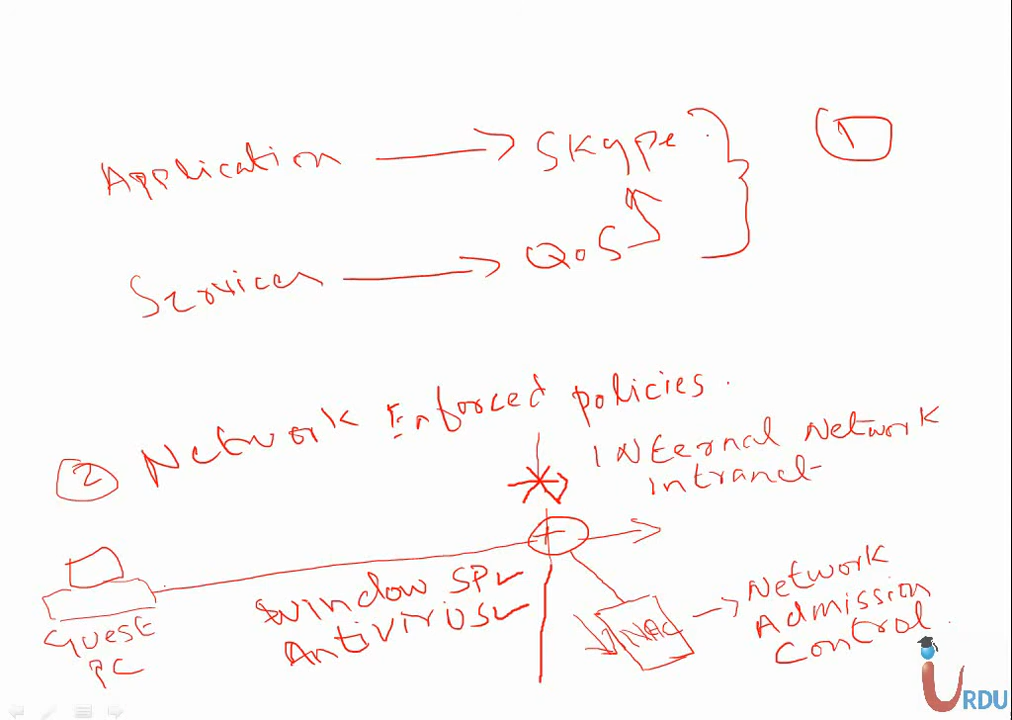 Application → Skype
1
Services → QoS
2 Network Enforced policies.
INternal Network
intranet
Window SP
Antivirus
Guest
PC
NAC → Network
Admission
Control
iURDU